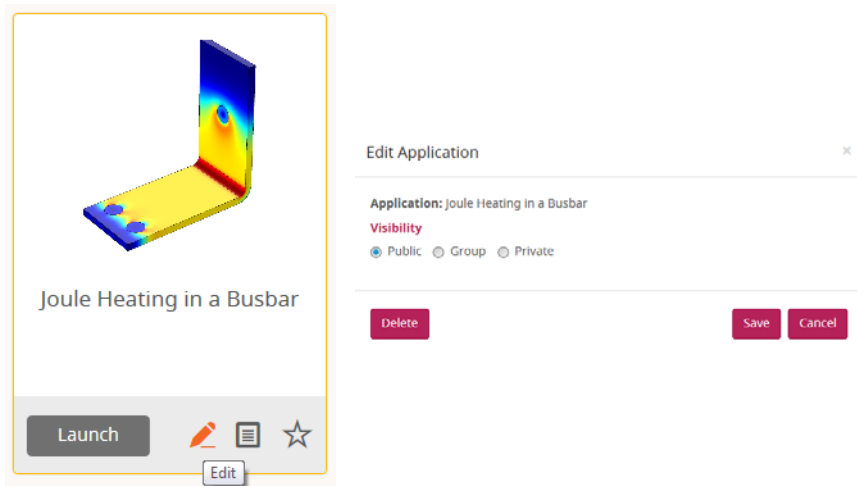 Joule Heating in a Busbar
Launch
Edit
Edit Application
Application: Joule Heating in a Busbar
Visibility
Public Group Private
Delete Save Cancel